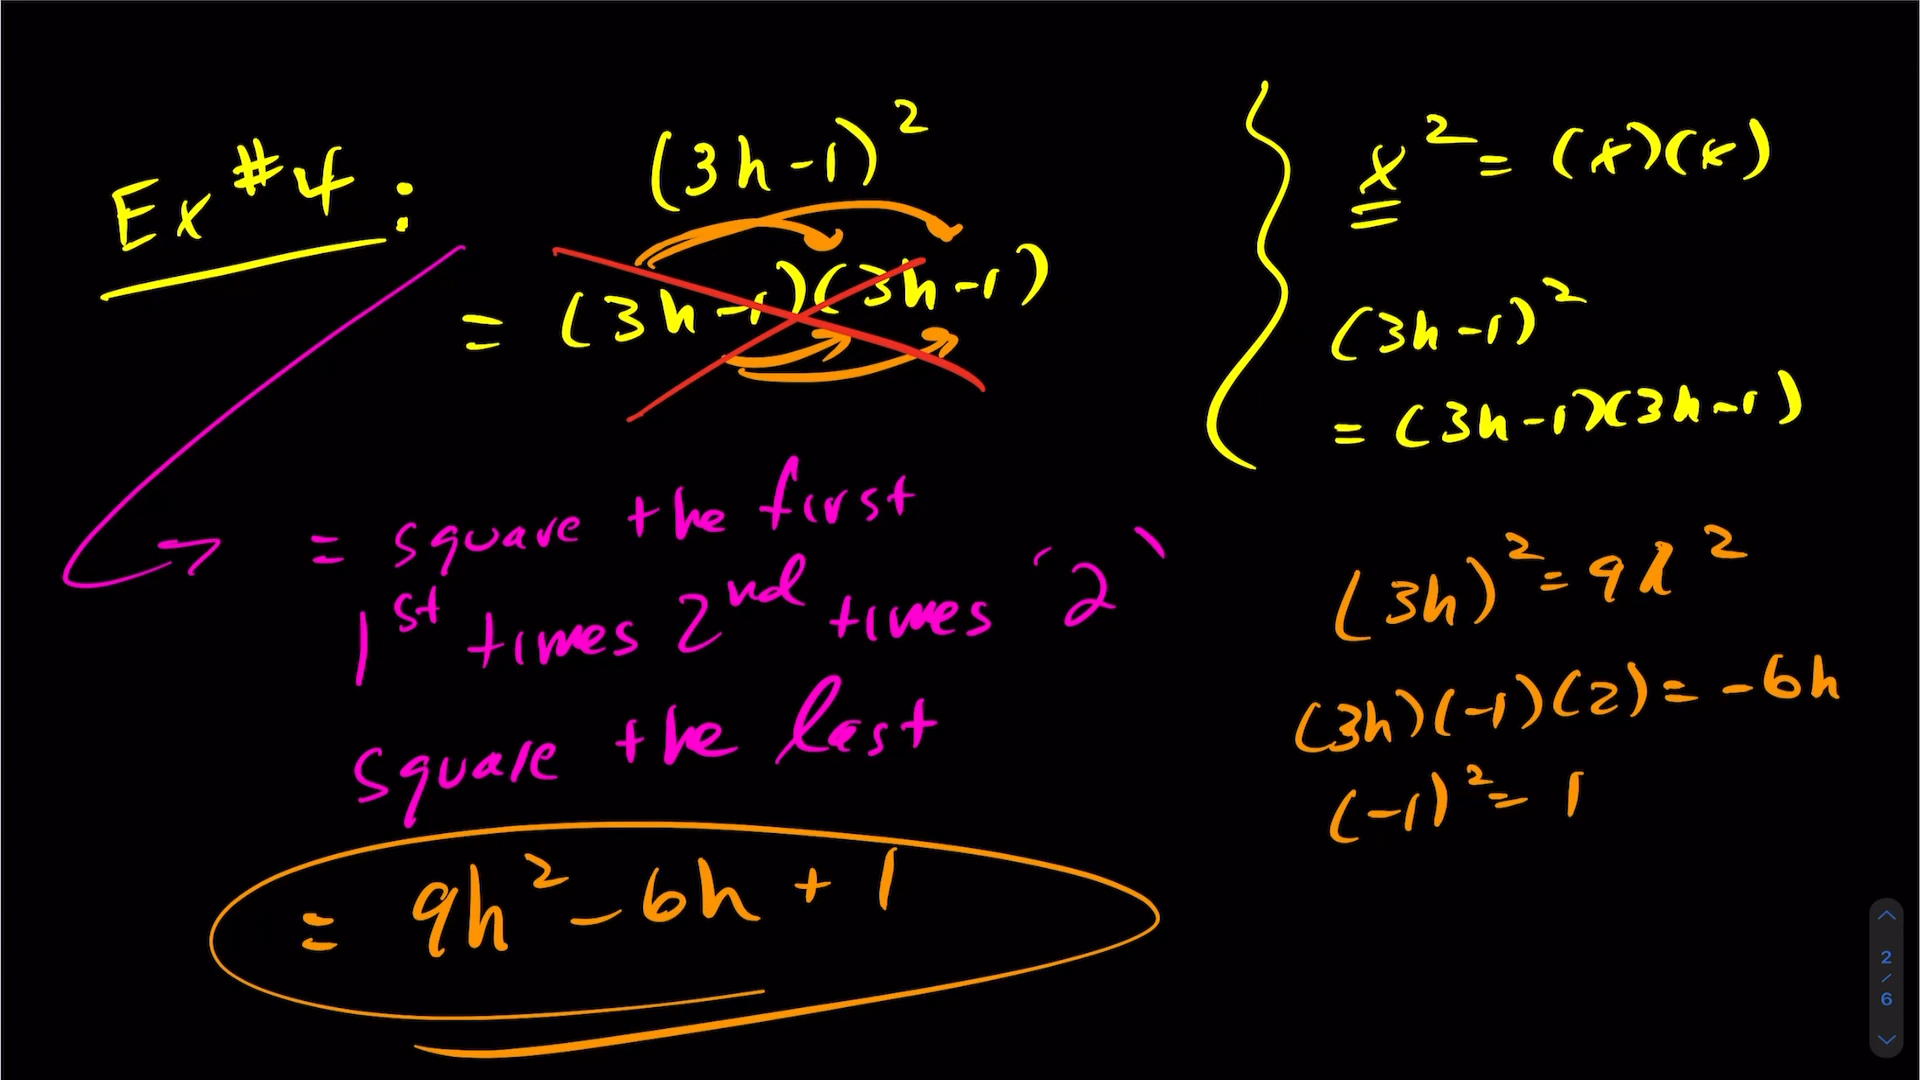 Ex #4:
(3h-1)²
= (3h-1)(3h-1)
x² = (x)(x)
(3h-1)²
= (3h-1)(3h-1)
= square the first
1st times 2nd times '2'
square the last
(3h)² = 9h²
(3h)(-1)(2) = -6h
(-1)² = 1
= 9h² - 6h + 1
2
/
6